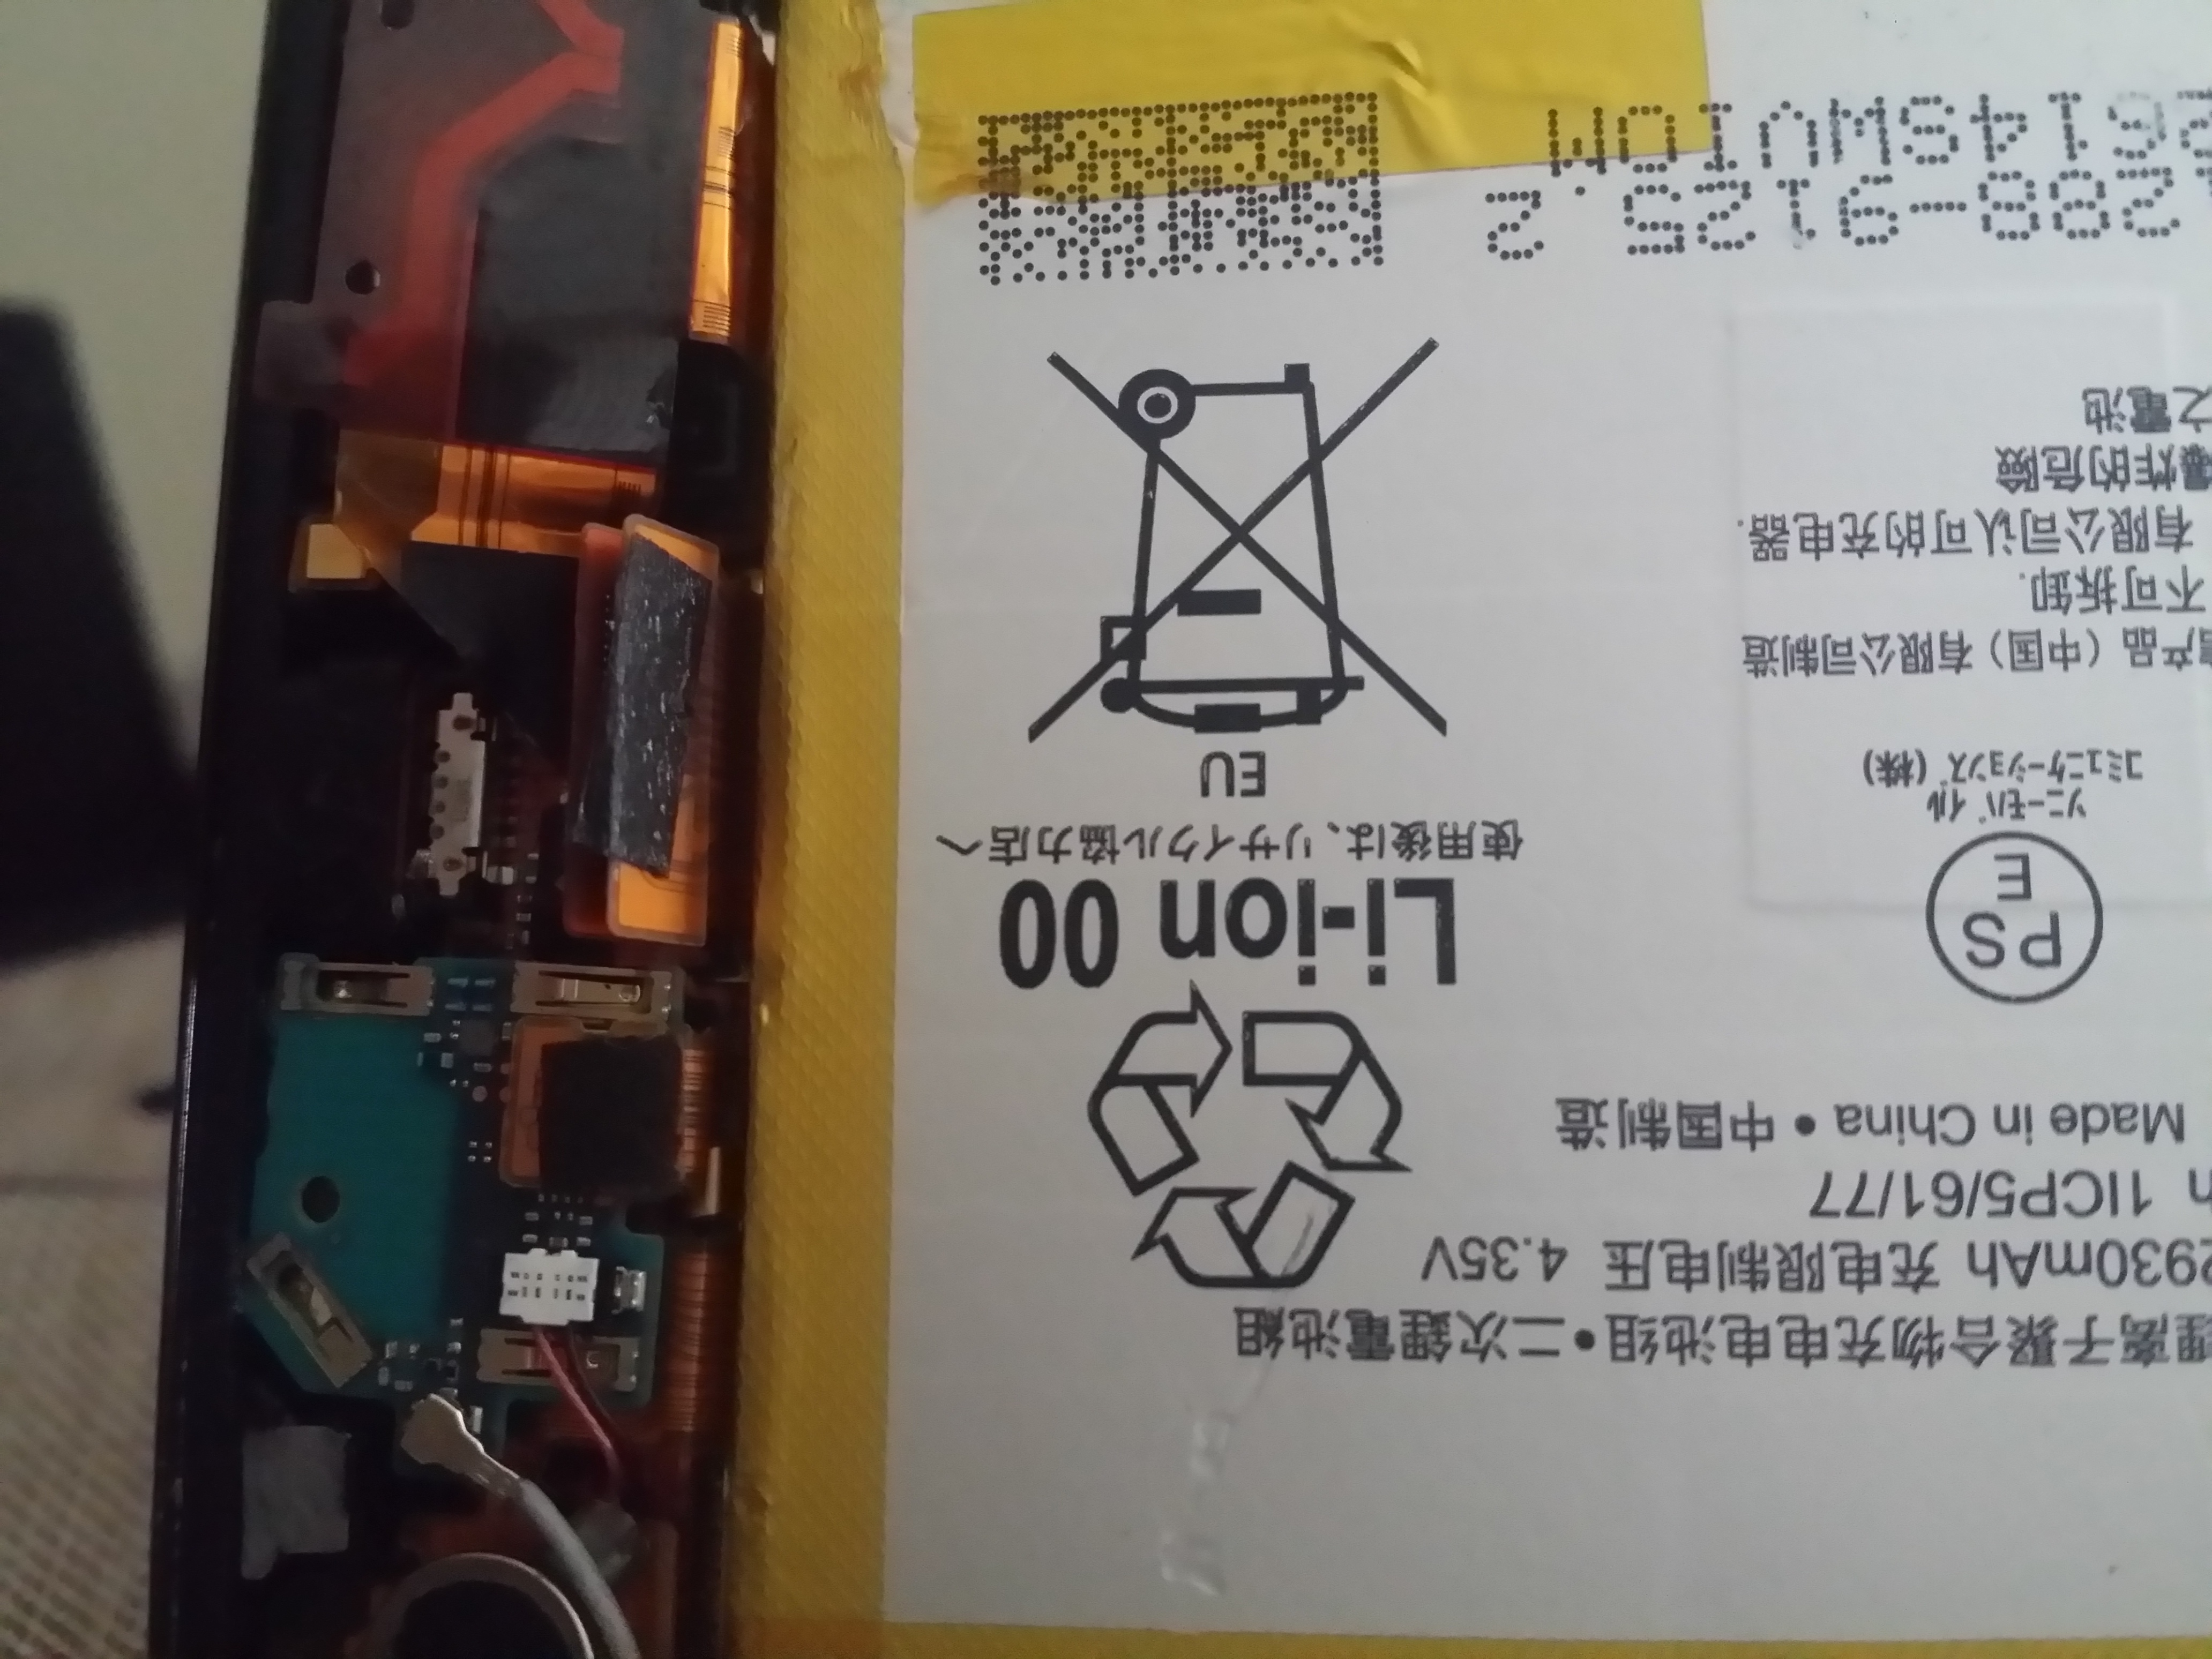 锂离子聚合物充电电池组•二次鋰電池組
2930mAh 充电限制电压 4.35V
1ICP5/61/77
Made in China • 中国制造
Li-ion 00
使用後は、リサイクル協力店へ
EU
PS
E
ソニーモバイル
コミュニケーションズ (株)
产品（中国）有限公司制造
不可拆卸.
有限公司认可的充电器.
爆炸的危險
之電池
288-9125.2